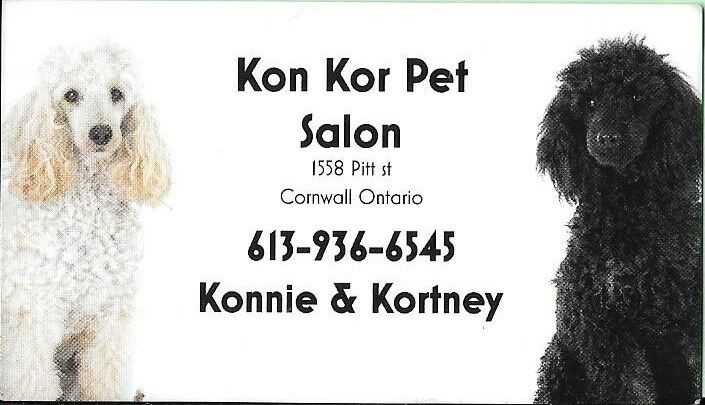 Kon Kor Pet
Salon
1558 Pitt st
Cornwall Ontario
613-936-6545
Konnie & Kortney